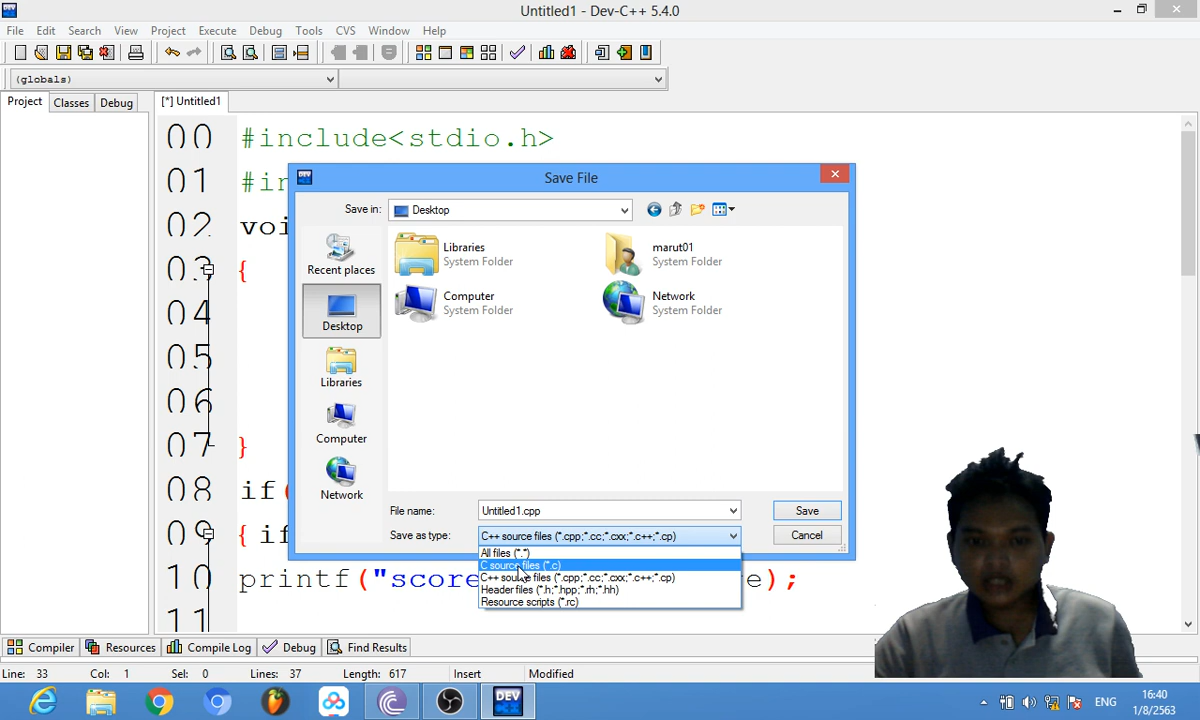 Untitled1 - Dev-C++ 5.4.0
File Edit Search View Project Execute Debug Tools CVS Window Help
(globals)
Project Classes Debug [*] Untitled1
00 #include<stdio.h>
01 #in
02 voi
03 {
04
05
06
07 }
08 if(
09 { if
10 printf("score e);
11
Save File
Save in: Desktop
Recent places
Desktop
Libraries
Computer
Network
Libraries
System Folder
marut01
System Folder
Computer
System Folder
Network
System Folder
File name: Untitled1.cpp Save
Save as type: C++ source files (*.cpp;*.cc;*.cxx;*.c++;*.cp) Cancel
All files (*.*)
C source files (*.c)
C++ source files (*.cpp;*.cc;*.cxx;*.c++;*.cp)
Header files (*.h;*.hpp;*.rh;*.hh)
Resource scripts (*.rc)
Compiler Resources Compile Log Debug Find Results
Line: 33 Col: 1 Sel: 0 Lines: 37 Length: 617 Insert Modified
DEV
ENG
16:40
1/8/2563